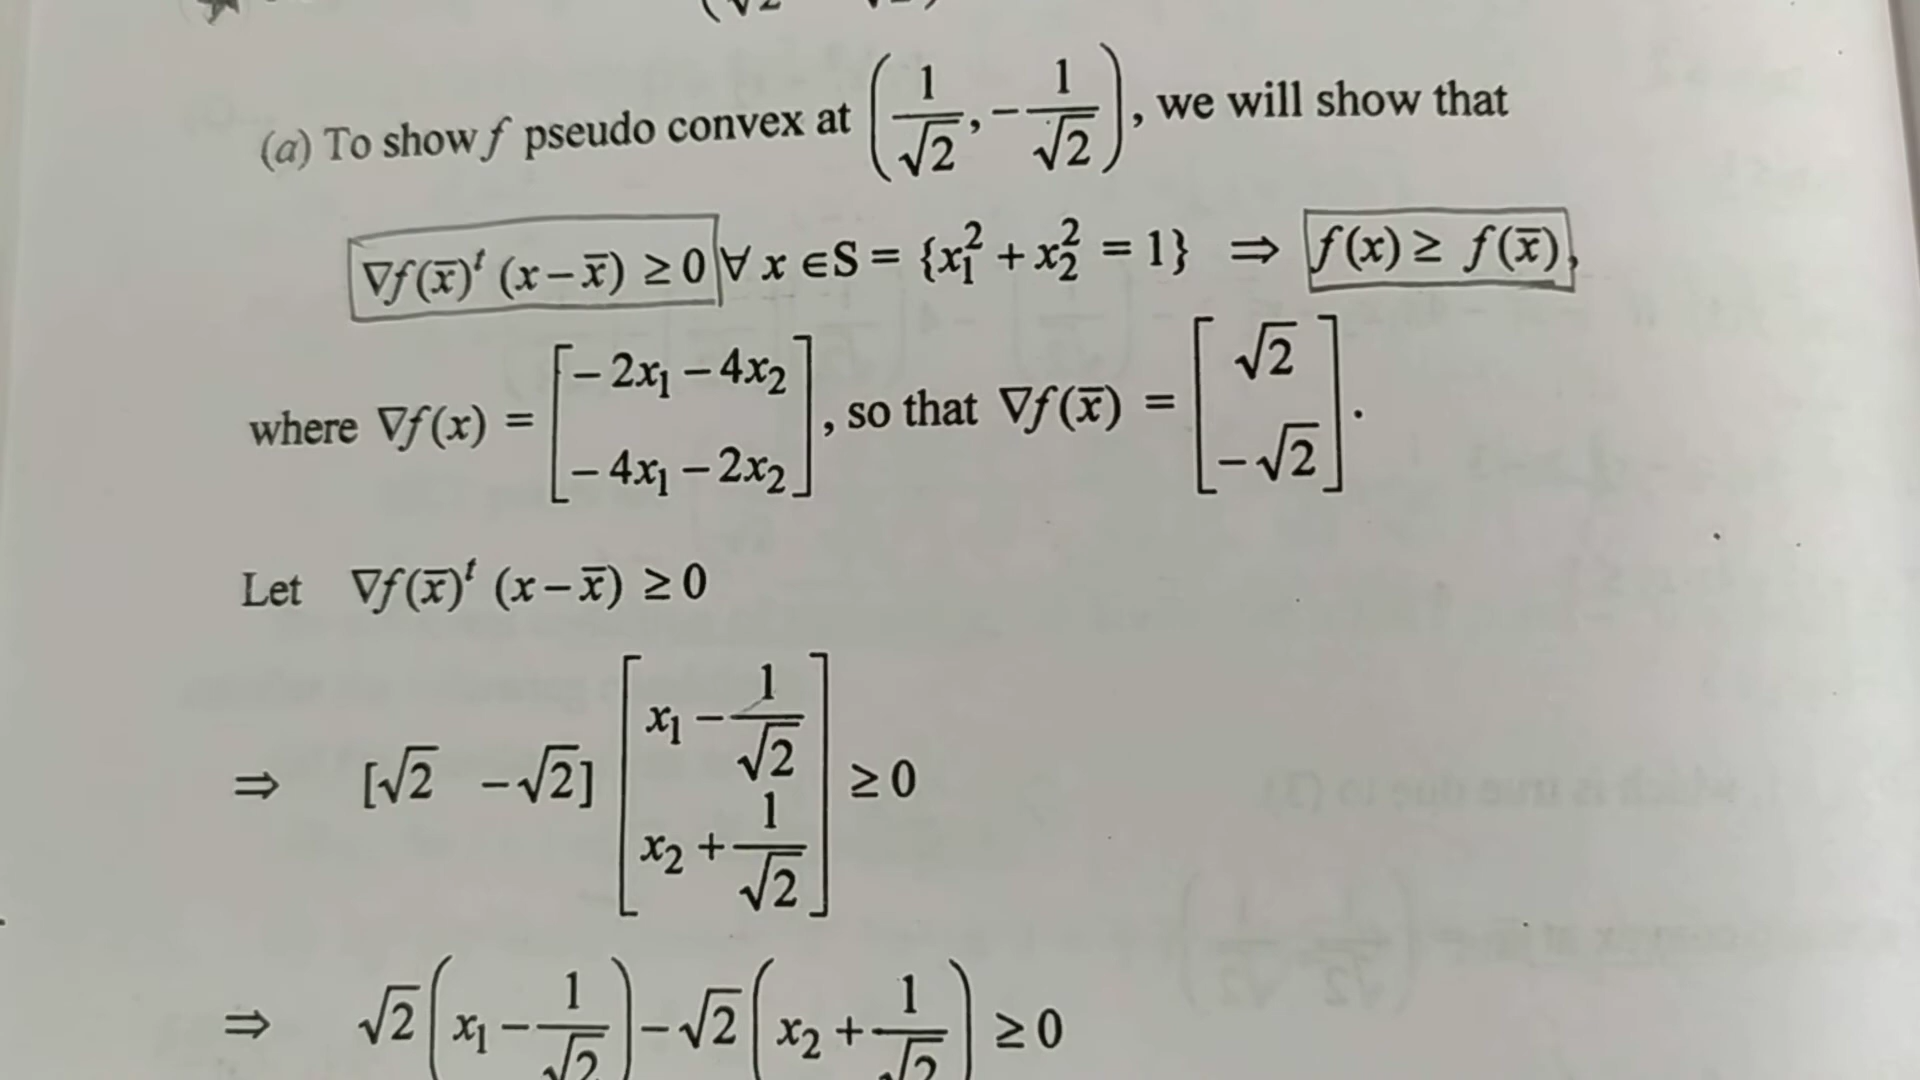 (a) To show f pseudo convex at (1/√2, −1/√2), we will show that
∇f(x̄)ᵗ (x−x̄) ≥ 0 ∀ x ∈ S = {x₁² + x₂² = 1} ⇒ f(x) ≥ f(x̄),
where ∇f(x) = [−2x₁ − 4x₂; −4x₁ − 2x₂], so that ∇f(x̄) = [√2; −√2].
Let ∇f(x̄)ᵗ (x−x̄) ≥ 0
⇒ [√2 −√2] [x₁ − 1/√2; x₂ + 1/√2] ≥ 0
⇒ √2(x₁ − 1/√2) − √2(x₂ + 1/√2) ≥ 0